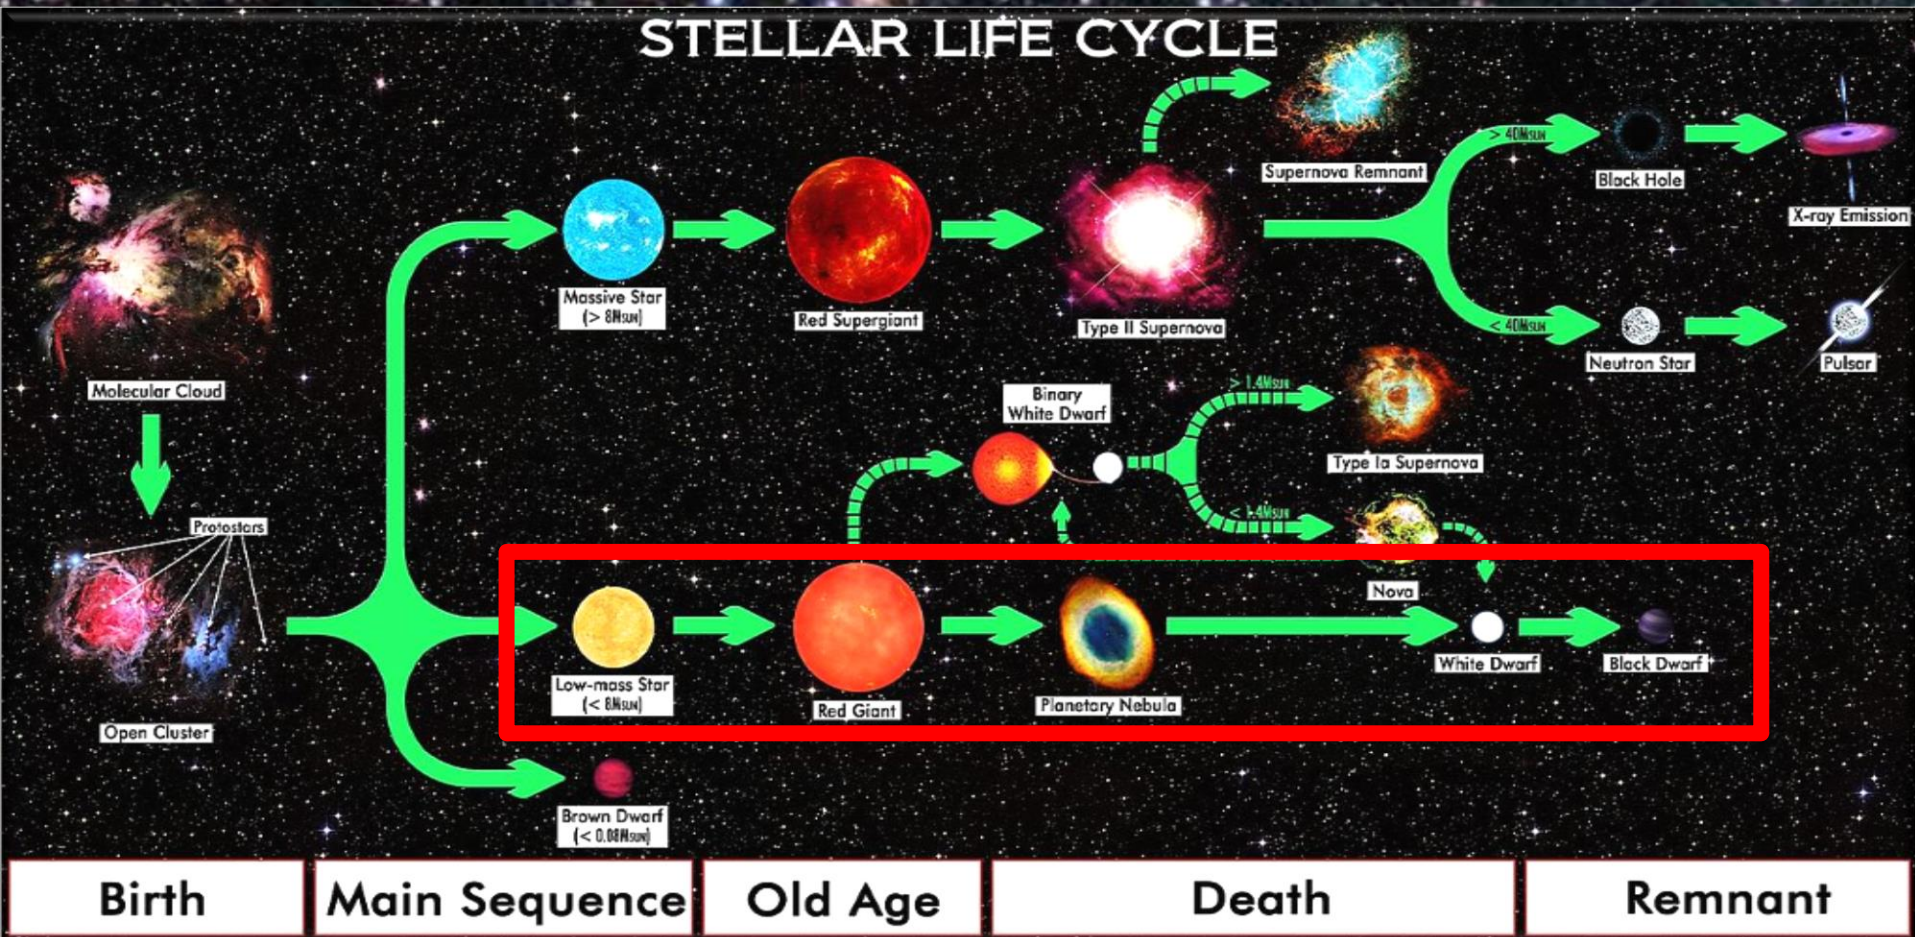 STELLAR LIFE CYCLE
Supernova Remnant
> 40MSUN
Black Hole
X-ray Emission
Massive Star
(> 8MSUN)
Red Supergiant
Type II Supernova
< 40MSUN
Neutron Star
Pulsar
Molecular Cloud
Binary
White Dwarf
> 1.4MSUN
Type Ia Supernova
< 1.4MSUN
Protostars
Nova
Low-mass Star
(< 8MSUN)
Red Giant
Planetary Nebula
White Dwarf
Black Dwarf
Open Cluster
Brown Dwarf
(< 0.08MSUN)
Birth
Main Sequence
Old Age
Death
Remnant